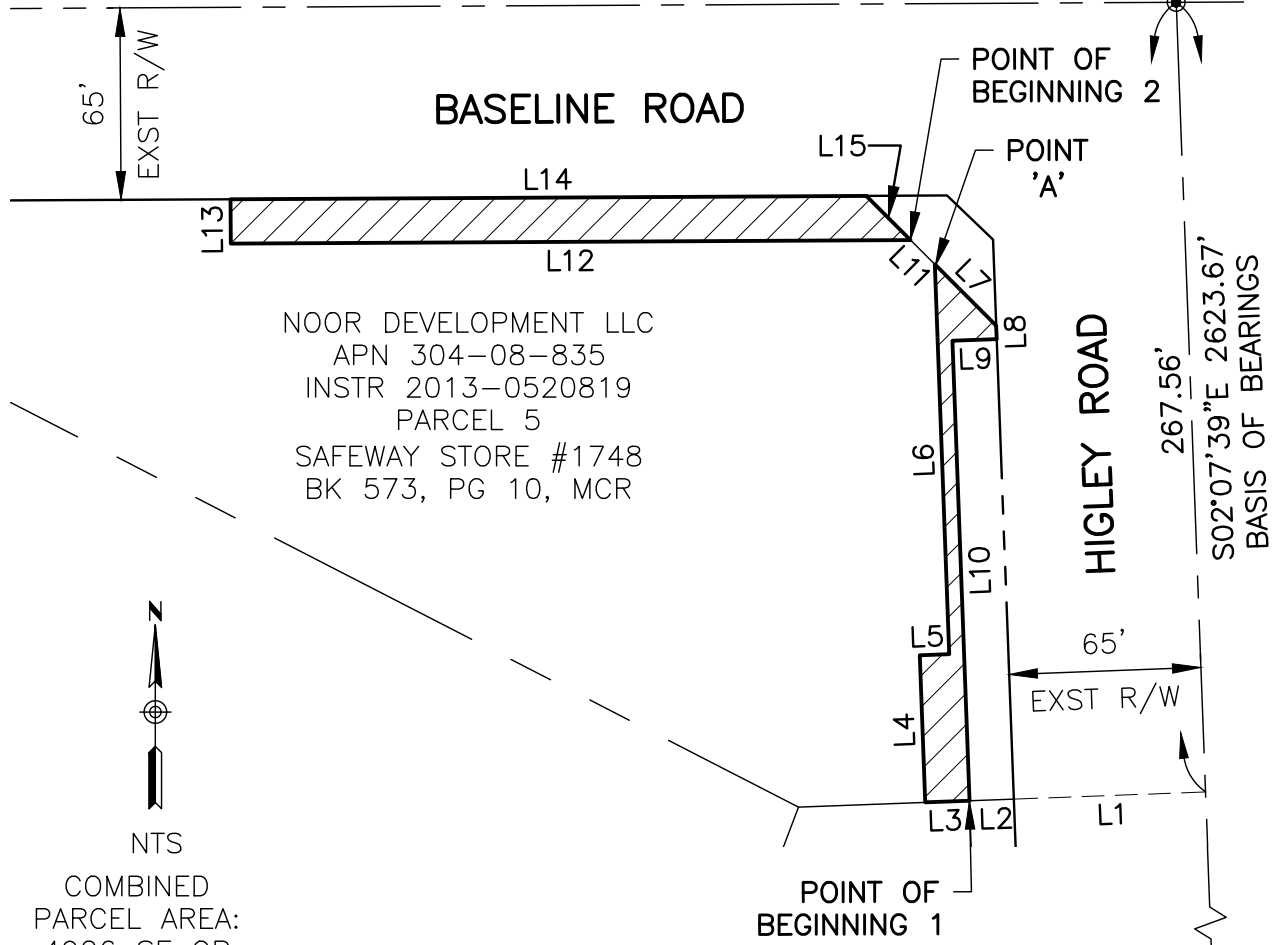 65'
EXST R/W
BASELINE ROAD
POINT OF
BEGINNING 2
L15
POINT
'A'
L14
L13
L12
L11
L7
L8
L9
NOOR DEVELOPMENT LLC
APN 304-08-835
INSTR 2013-0520819
PARCEL 5
SAFEWAY STORE #1748
BK 573, PG 10, MCR
L6
L10
HIGLEY ROAD
267.56'
S02°07'39"E 2623.67'
BASIS OF BEARINGS
L5
65'
EXST R/W
L4
L3
L2
L1
N
NTS
COMBINED
PARCEL AREA:
POINT OF
BEGINNING 1